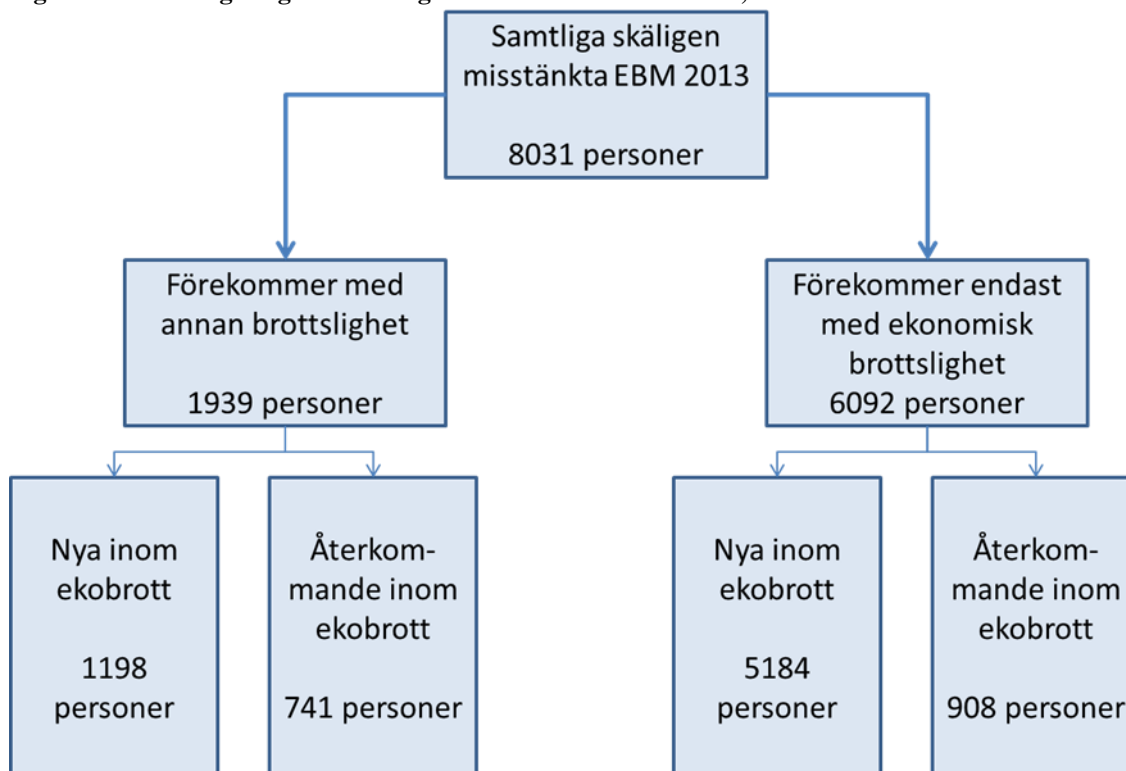 Samtliga skäligen
misstänkta EBM 2013
8031 personer
Förekommer med
annan brottslighet
1939 personer
Förekommer endast
med ekonomisk
brottslighet
6092 personer
Nya inom
ekobrott
1198
personer
Återkom-
mande inom
ekobrott
741 personer
Nya inom
ekobrott
5184
personer
Återkom-
mande inom
ekobrott
908 personer